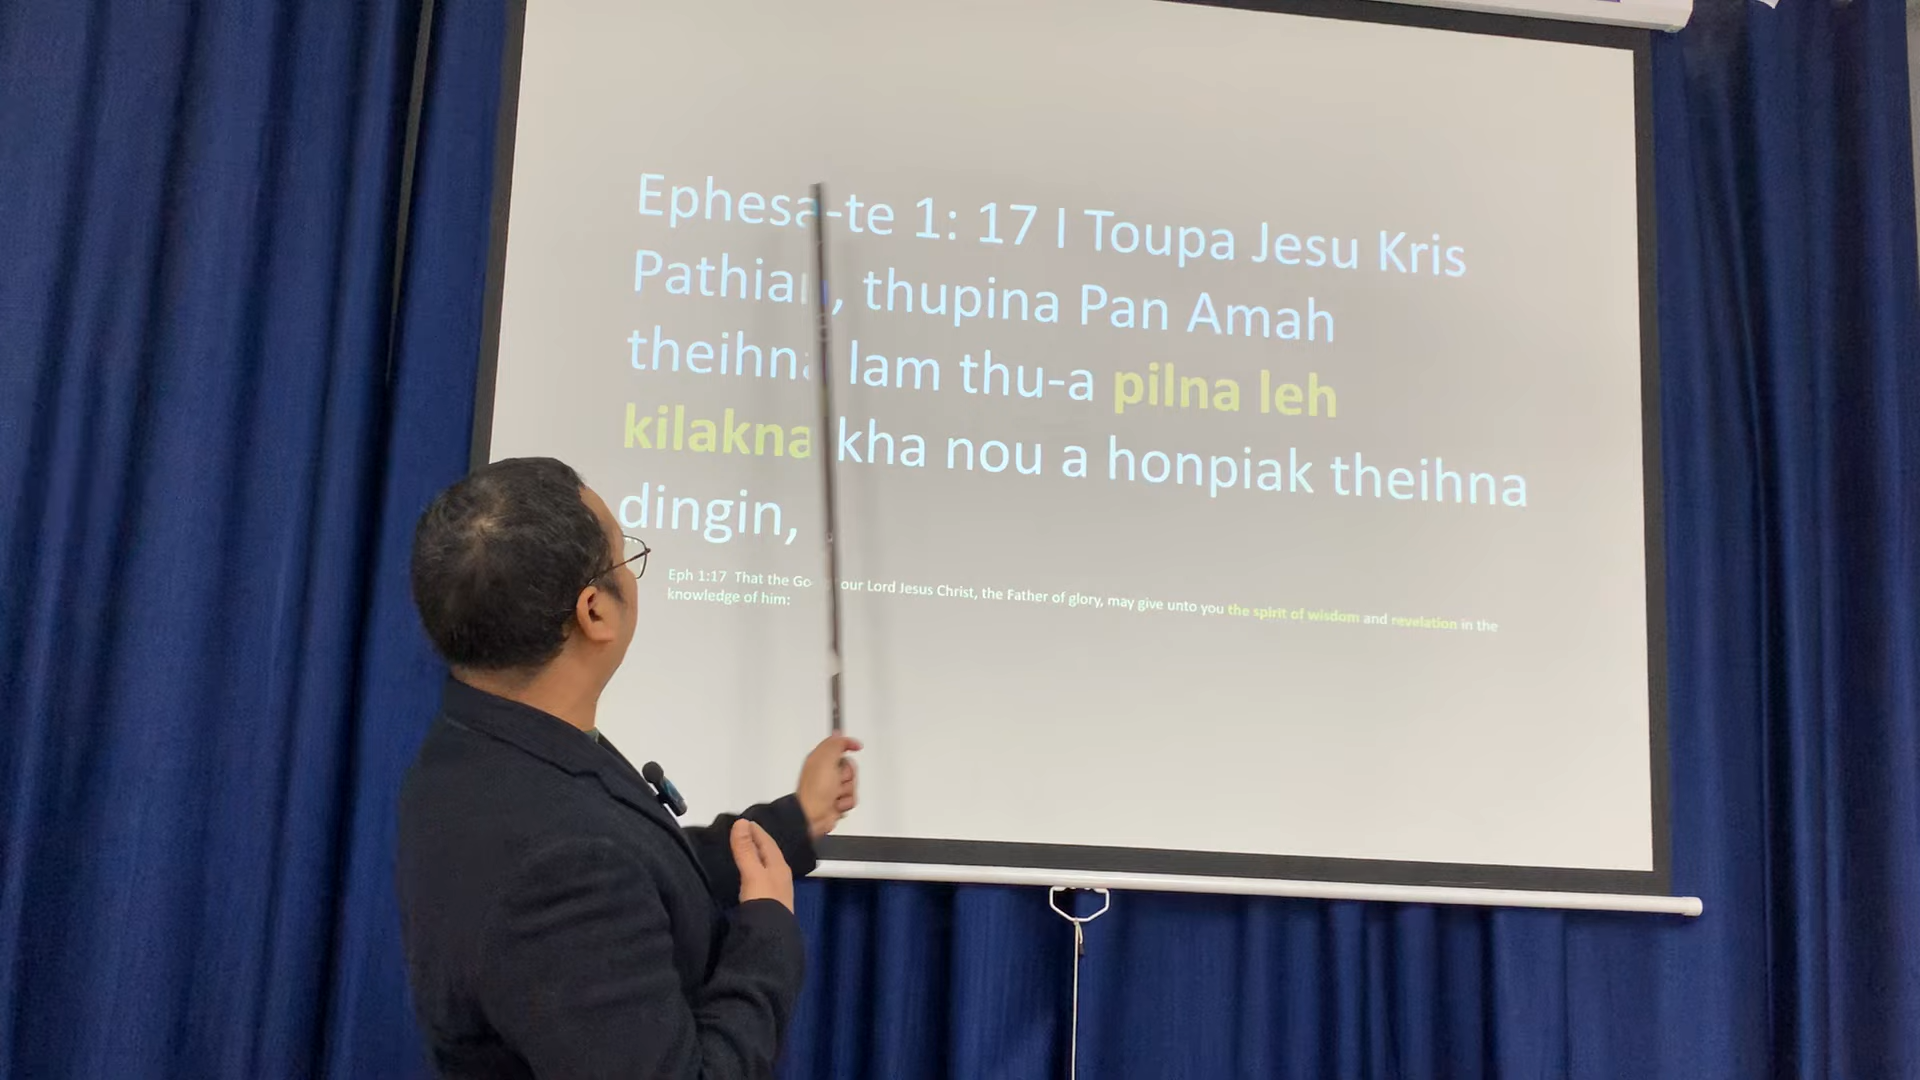 Ephesa-te 1: 17 I Toupa Jesu Kris
Pathian, thupina Pan Amah
theihna lam thu-a pilna leh
kilakna kha nou a honpiak theihna
dingin,
Eph 1:17 That the God of our Lord Jesus Christ, the Father of glory, may give unto you the spirit of wisdom and revelation in the
knowledge of him: